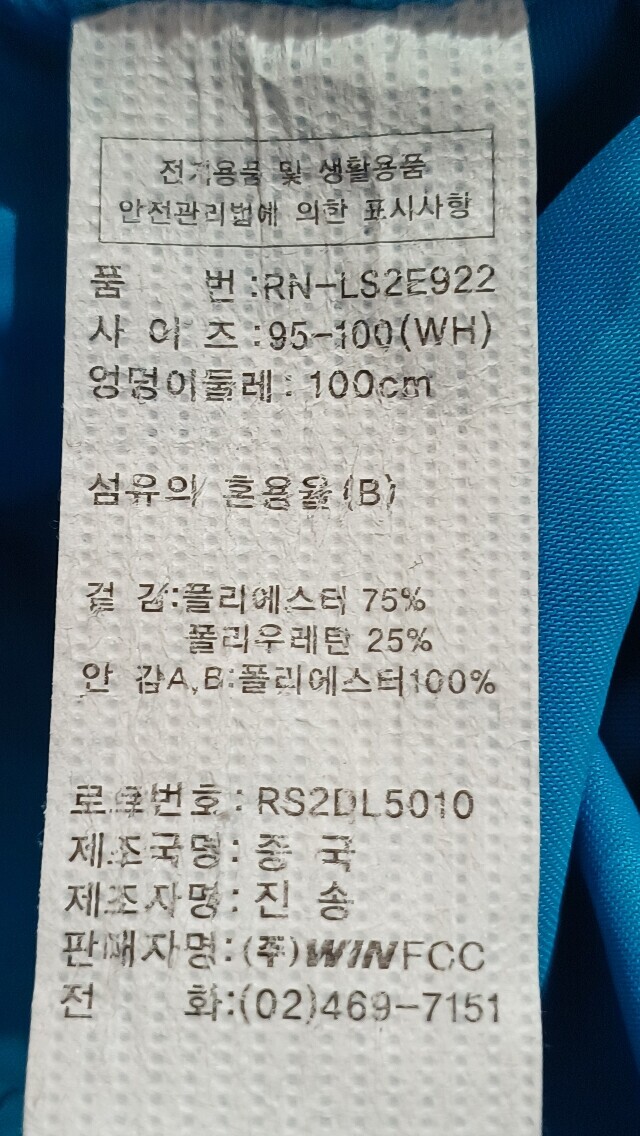 전기용품 및 생활용품
안전관리법에 의한 표시사항
품 번:RN-LS2E922
사 이 즈:95-100(WH)
엉덩이둘레: 100cm
섬유의 혼용율(B)
겉 감:폴리에스터 75%
폴리우레탄 25%
안 감A,B:폴리에스터100%
로트번호: RS2DL5010
제조국명: 중 국
제조자명: 진 송
판매자명:(주)WINFCC
전 화:(02)469-7151